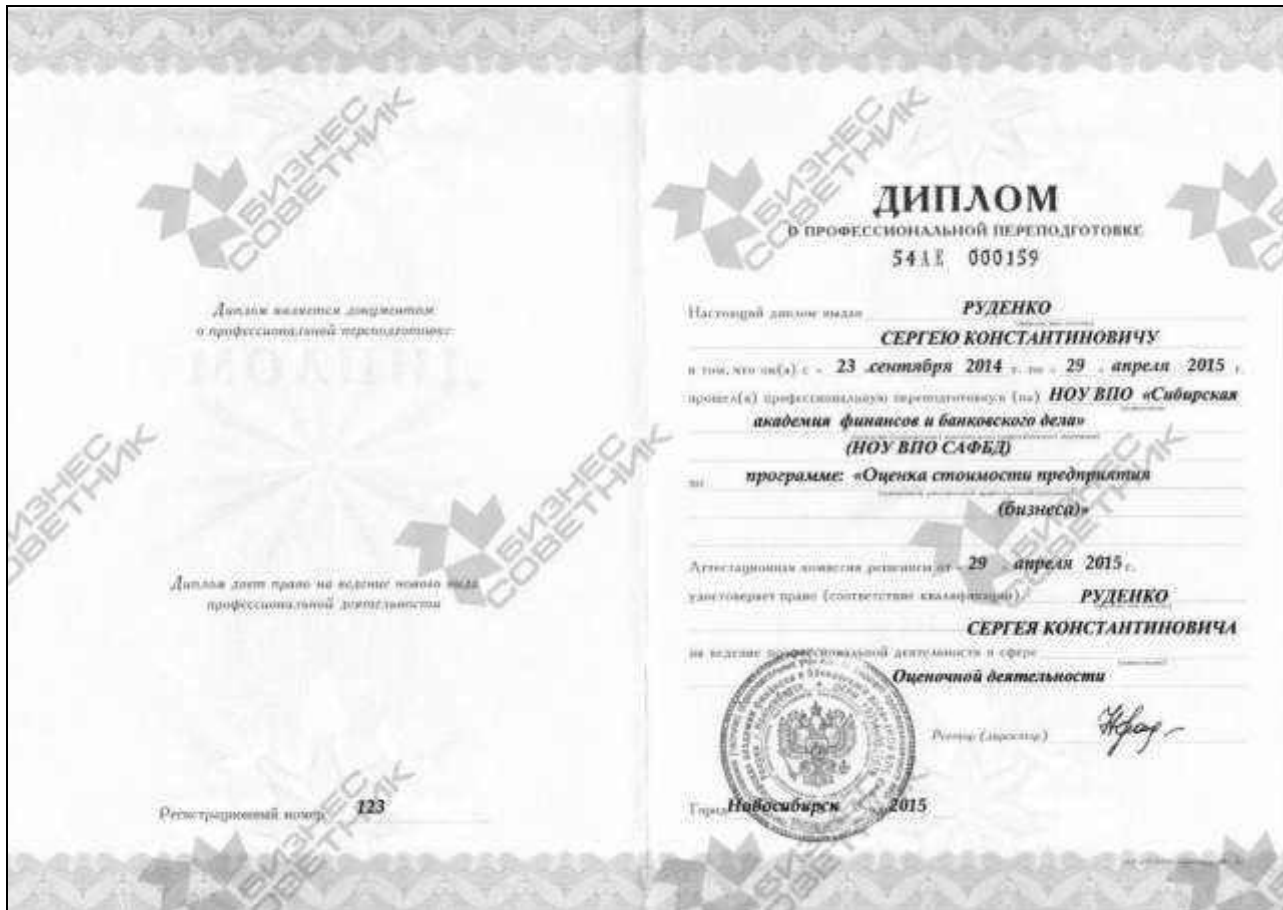 БИЗНЕС СОВЕТНИК
Диплом является документом
о профессиональной переподготовке
Диплом дает право на ведение нового вида
профессиональной деятельности
Регистрационный номер 123
ДИПЛОМ
О ПРОФЕССИОНАЛЬНОЙ ПЕРЕПОДГОТОВКЕ
54АЕ 000159
Настоящий диплом выдан РУДЕНКО
СЕРГЕЮ КОНСТАНТИНОВИЧУ
в том, что он(а) с « 23 » сентября 2014 г. по « 29 » апреля 2015 г.
прошел(а) профессиональную переподготовку в (на) НОУ ВПО «Сибирская
академия финансов и банковского дела»
(НОУ ВПО САФБД)
по программе: «Оценка стоимости предприятия
(бизнеса)»
Аттестационная комиссия решением от « 29 » апреля 2015 г.
удостоверяет право (соответствие квалификации) РУДЕНКО
СЕРГЕЯ КОНСТАНТИНОВИЧА
на ведение профессиональной деятельности в сфере
Оценочной деятельности
Ректор (директор)
Город Новосибирск 2015